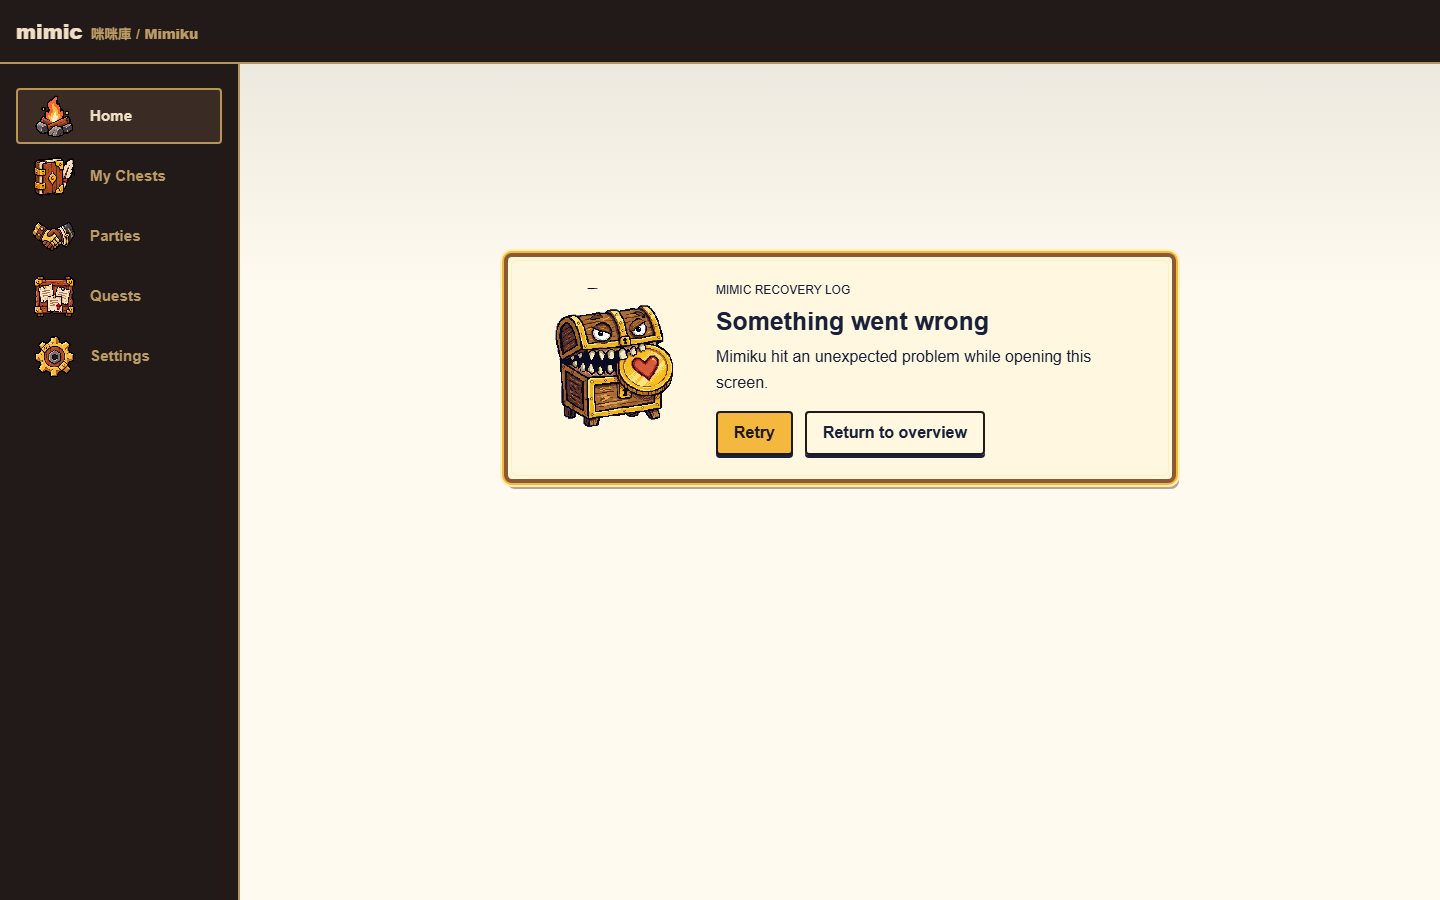 mimic 咪咪庫 / Mimiku
Home
My Chests
Parties
Quests
Settings
MIMIC RECOVERY LOG
Something went wrong
Mimiku hit an unexpected problem while opening this
screen.
Retry
Return to overview